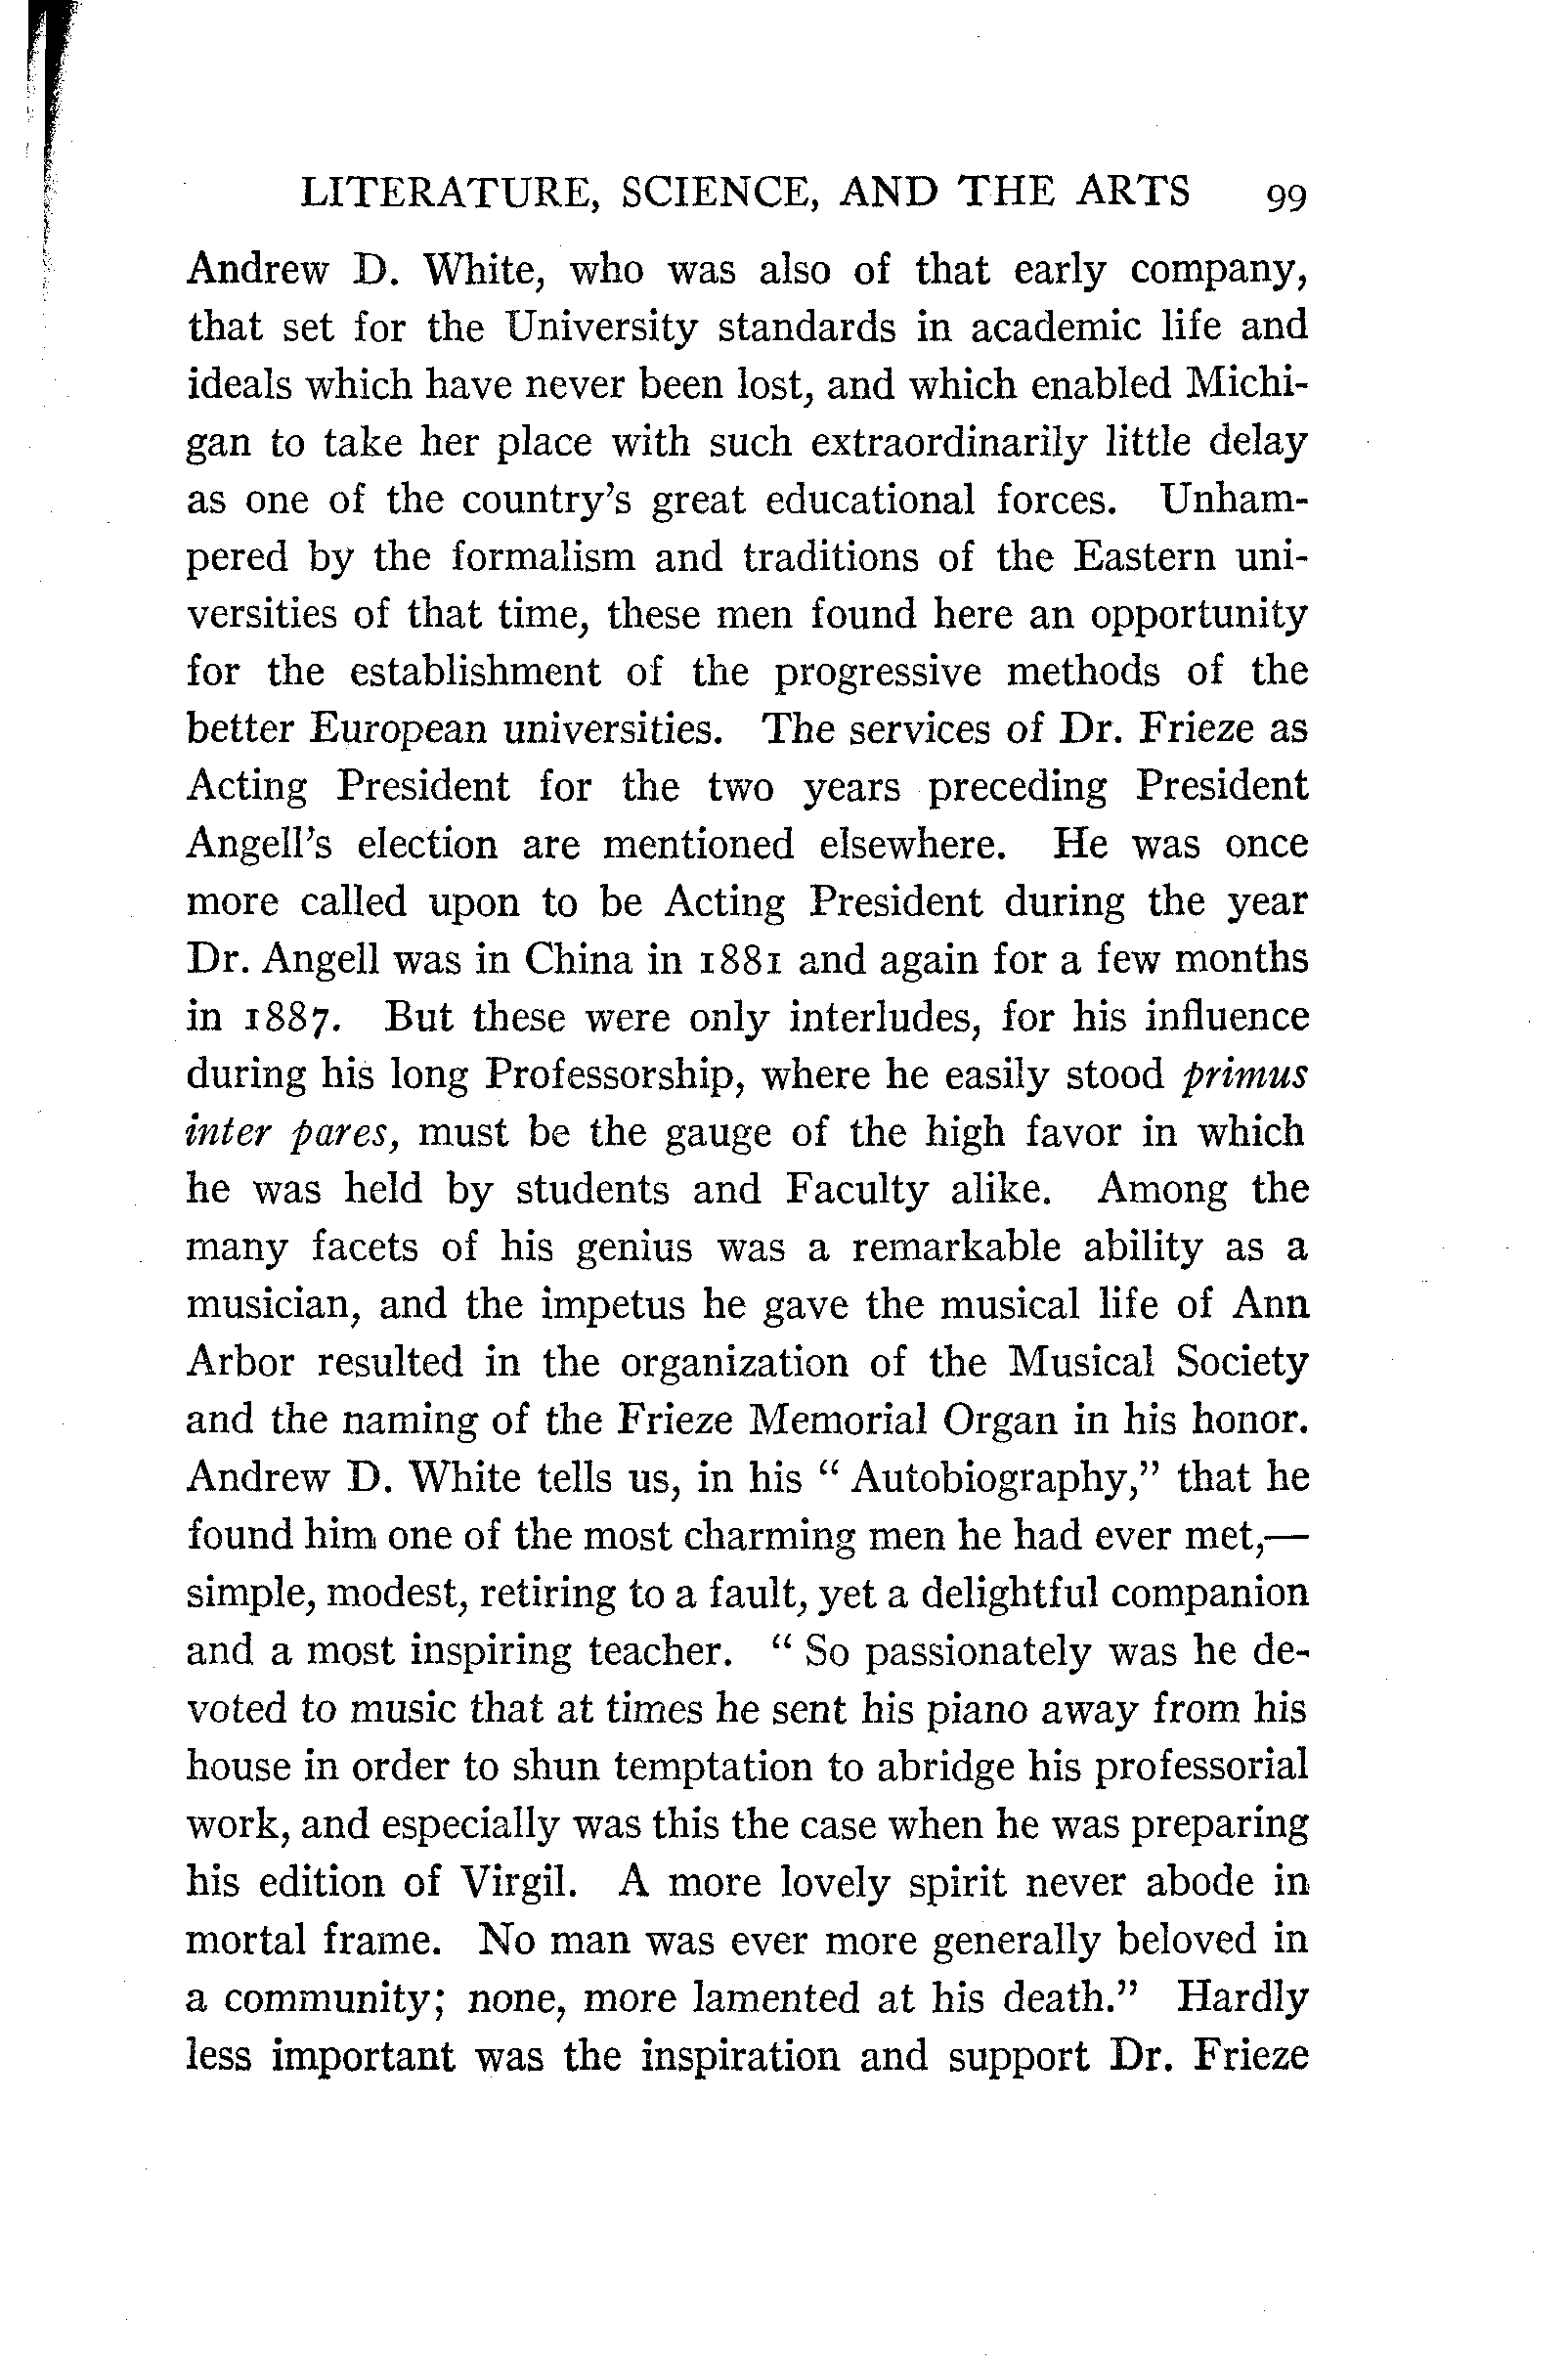 LITERATURE, SCIENCE, AND THE ARTS 99
Andrew D. White, who was also of that early company,
that set for the University standards in academic life and
ideals which have never been lost, and which enabled Michi-
gan to take her place with such extraordinarily little delay
as one of the country's great educational forces. Unham-
pered by the formalism and traditions of the Eastern uni-
versities of that time, these men found here an opportunity
for the establishment of the progressive methods of the
better European universities. The services of Dr. Frieze as
Acting President for the two years preceding President
Angell's election are mentioned elsewhere. He was once
more called upon to be Acting President during the year
Dr. Angell was in China in 1881 and again for a few months
in 1887. But these were only interludes, for his influence
during his long Professorship, where he easily stood primus
inter pares, must be the gauge of the high favor in which
he was held by students and Faculty alike. Among the
many facets of his genius was a remarkable ability as a
musician, and the impetus he gave the musical life of Ann
Arbor resulted in the organization of the Musical Society
and the naming of the Frieze Memorial Organ in his honor.
Andrew D. White tells us, in his " Autobiography," that he
found him one of the most charming men he had ever met,—
simple, modest, retiring to a fault, yet a delightful companion
and a most inspiring teacher. " So passionately was he de-
voted to music that at times he sent his piano away from his
house in order to shun temptation to abridge his professorial
work, and especially was this the case when he was preparing
his edition of Virgil. A more lovely spirit never abode in
mortal frame. No man was ever more generally beloved in
a community; none, more lamented at his death." Hardly
less important was the inspiration and support Dr. Frieze